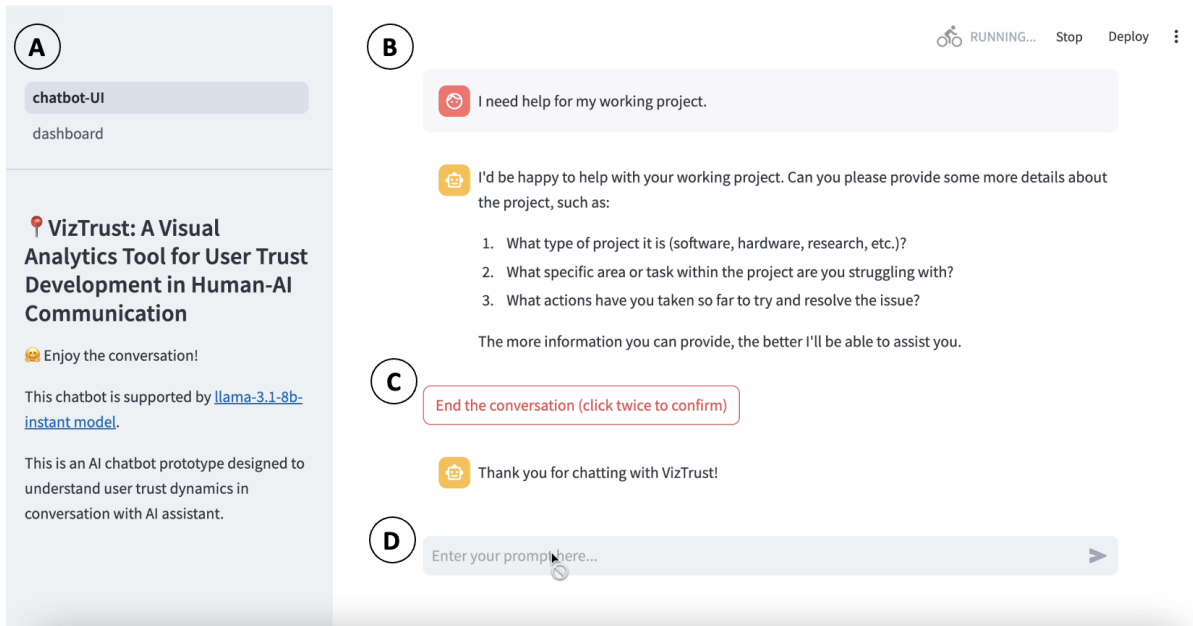 A
chatbot-UI
dashboard
📍VizTrust: A Visual
Analytics Tool for User Trust
Development in Human-AI
Communication
🤗 Enjoy the conversation!
This chatbot is supported by llama-3.1-8b-
instant model.
This is an AI chatbot prototype designed to
understand user trust dynamics in
conversation with AI assistant.
B
RUNNING... Stop Deploy
I need help for my working project.
I'd be happy to help with your working project. Can you please provide some more details about
the project, such as:
1. What type of project it is (software, hardware, research, etc.)?
2. What specific area or task within the project are you struggling with?
3. What actions have you taken so far to try and resolve the issue?
The more information you can provide, the better I'll be able to assist you.
C
End the conversation (click twice to confirm)
Thank you for chatting with VizTrust!
D
Enter your prompt here...